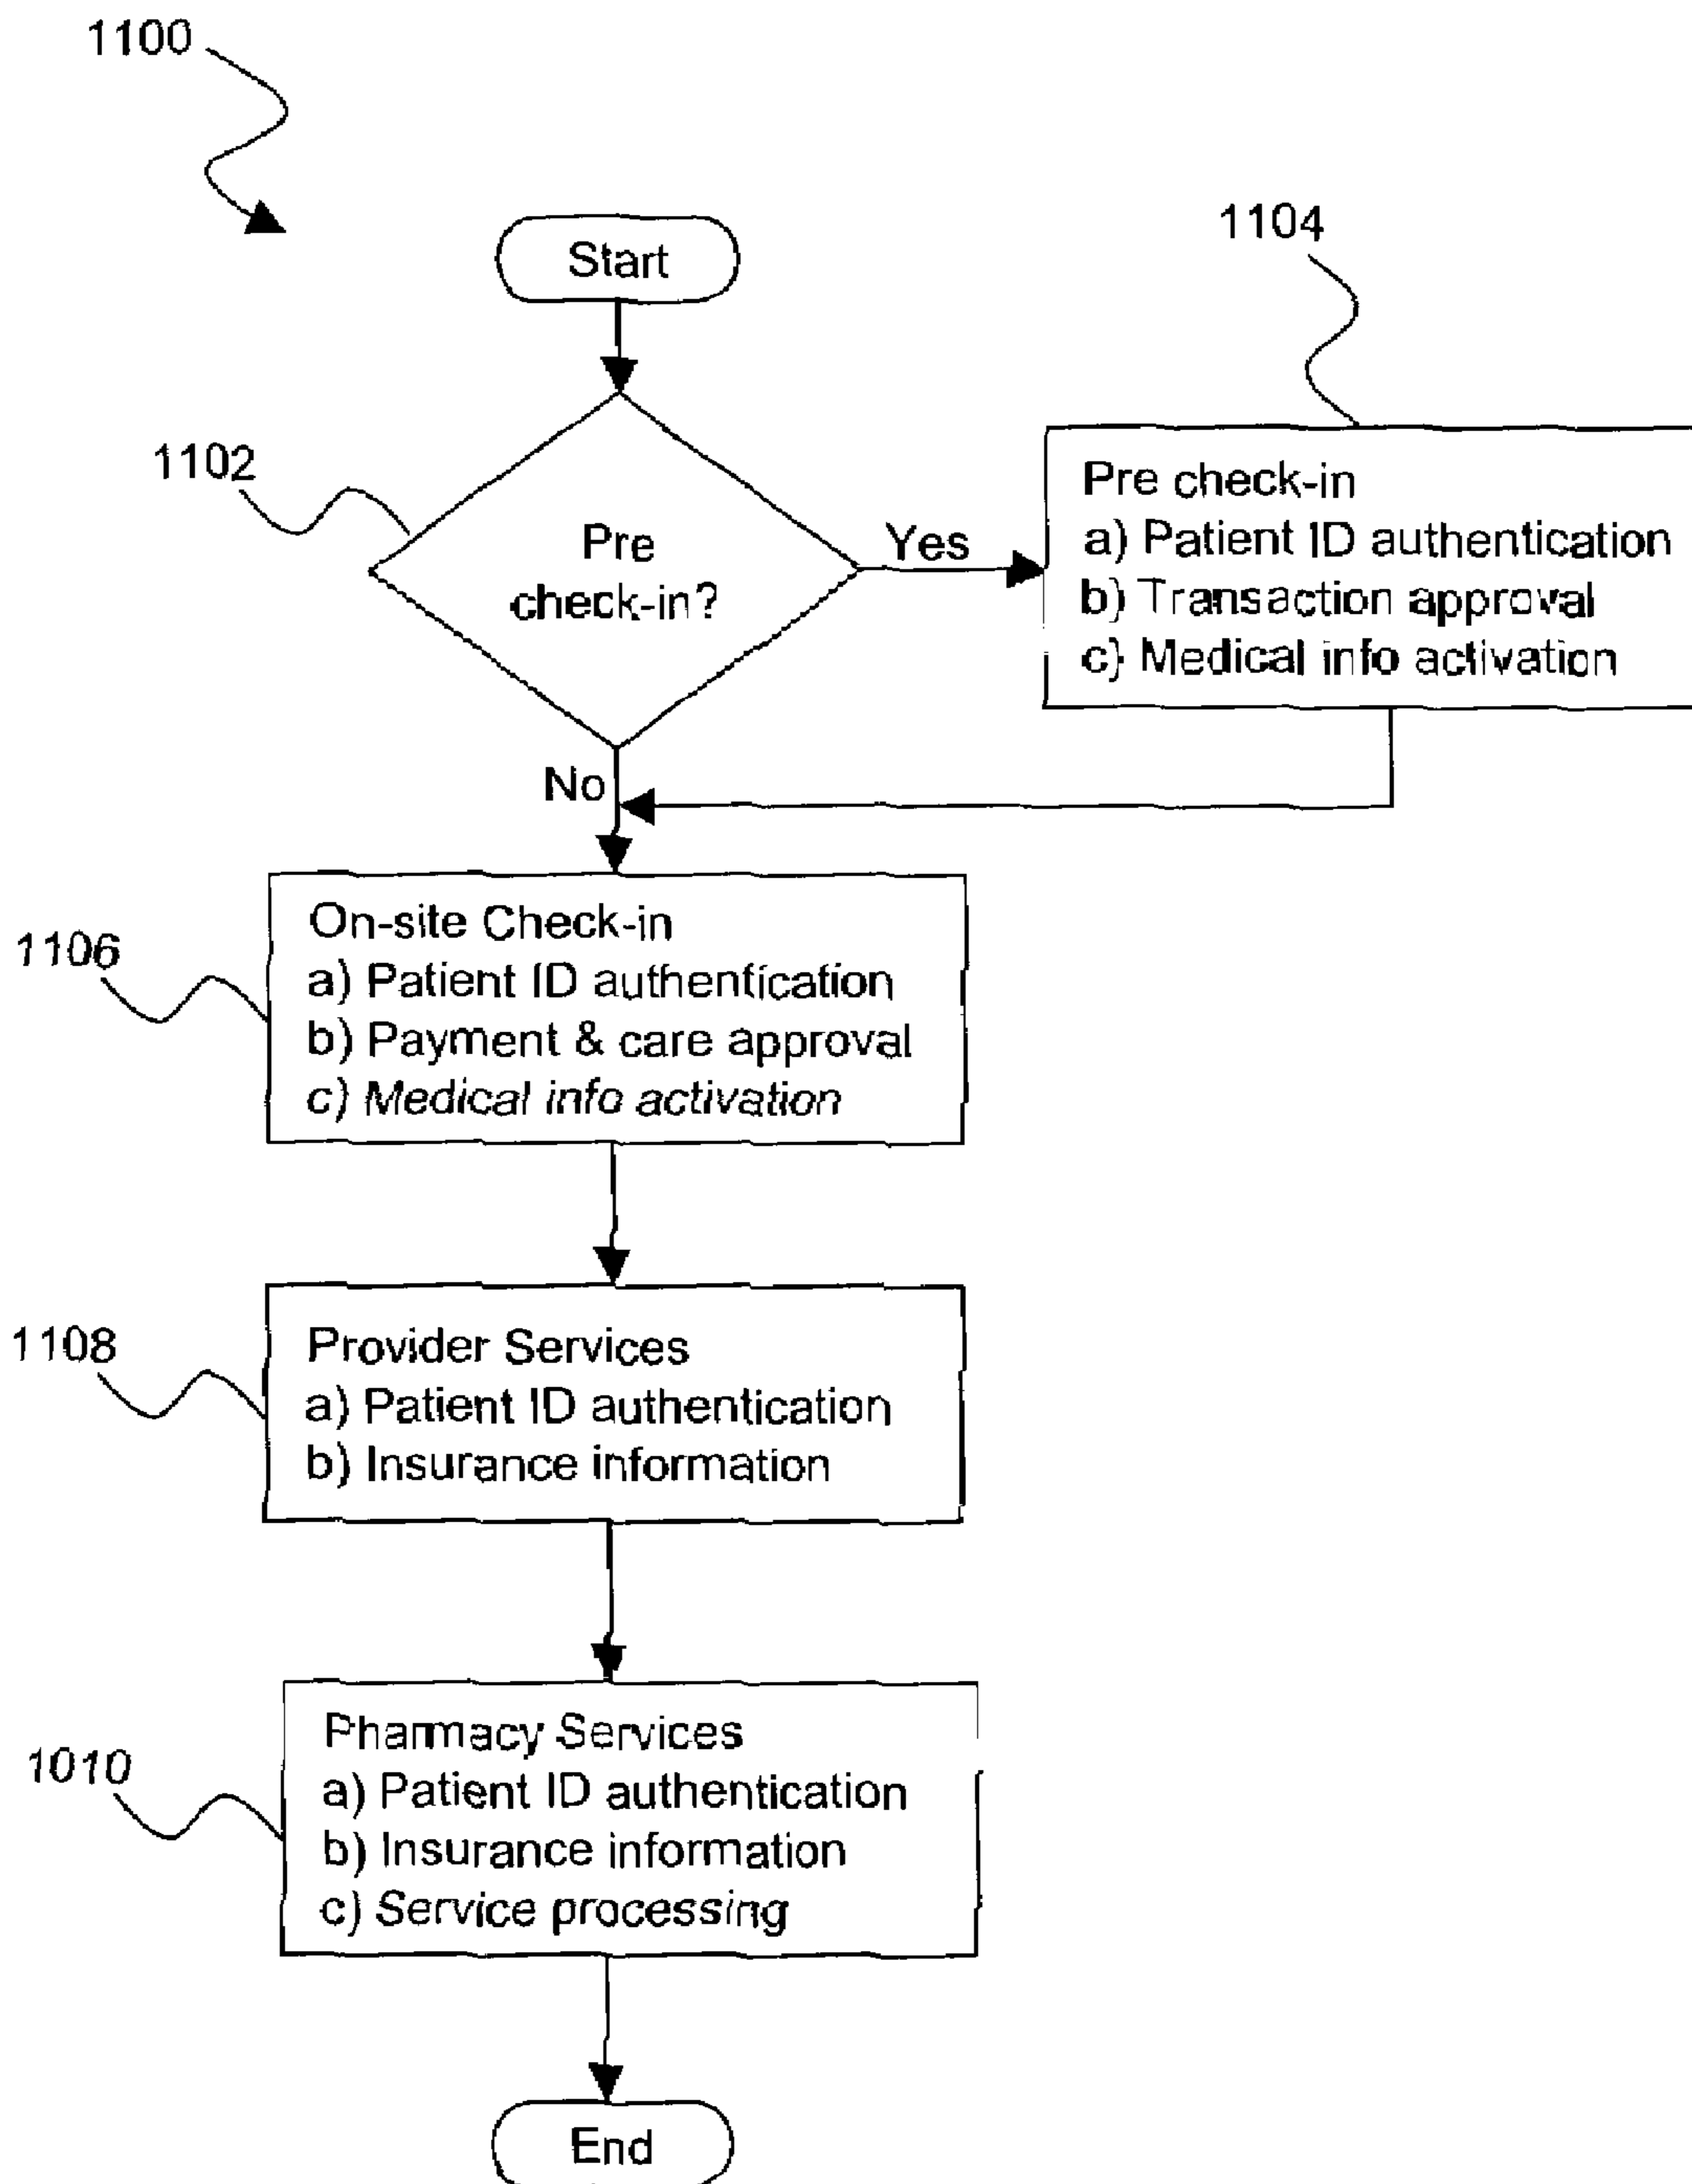 1100
Start
1104
1102
Pre
check-in?
Yes
Pre check-in
a) Patient ID authentication
b) Transaction approval
c) Medical info activation
No
1106
On-site Check-in
a) Patient ID authentication
b) Payment & care approval
c) Medical info activation
1108
Provider Services
a) Patient ID authentication
b) Insurance information
1010
Pharmacy Services
a) Patient ID authentication
b) Insurance information
c) Service processing
End